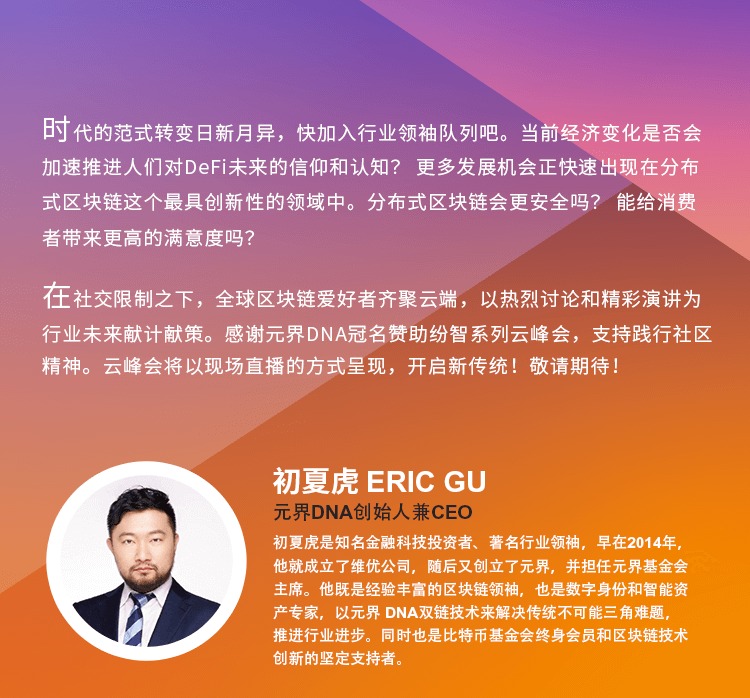 时代的范式转变日新月异，快加入行业领袖队列吧。当前经济变化是否会
加速推进人们对DeFi未来的信仰和认知？ 更多发展机会正快速出现在分布
式区块链这个最具创新性的领域中。分布式区块链会更安全吗？ 能给消费
者带来更高的满意度吗？
在社交限制之下，全球区块链爱好者齐聚云端，以热烈讨论和精彩演讲为
行业未来献计献策。感谢元界DNA冠名赞助纷智系列云峰会，支持践行社区
精神。云峰会将以现场直播的方式呈现，开启新传统！敬请期待！
初夏虎 ERIC GU
元界DNA创始人兼CEO
初夏虎是知名金融科技投资者、著名行业领袖，早在2014年，
他就成立了维优公司，随后又创立了元界，并担任元界基金会
主席。他既是经验丰富的区块链领袖，也是数字身份和智能资
产专家，以元界 DNA双链技术来解决传统不可能三角难题，
推进行业进步。同时也是比特币基金会终身会员和区块链技术
创新的坚定支持者。